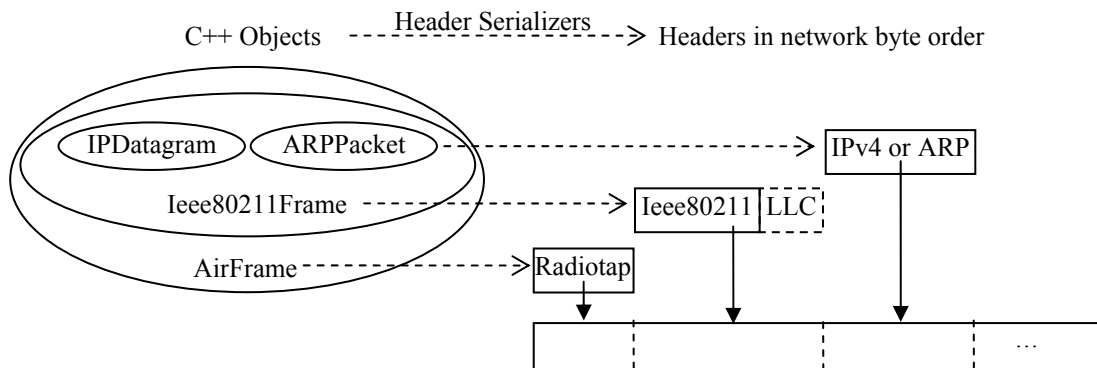 Header Serializers
C++ Objects
Headers in network byte order
IPDatagram
ARPPacket
IPv4 or ARP
Ieee80211Frame
Ieee80211
LLC
AirFrame
Radiotap
...